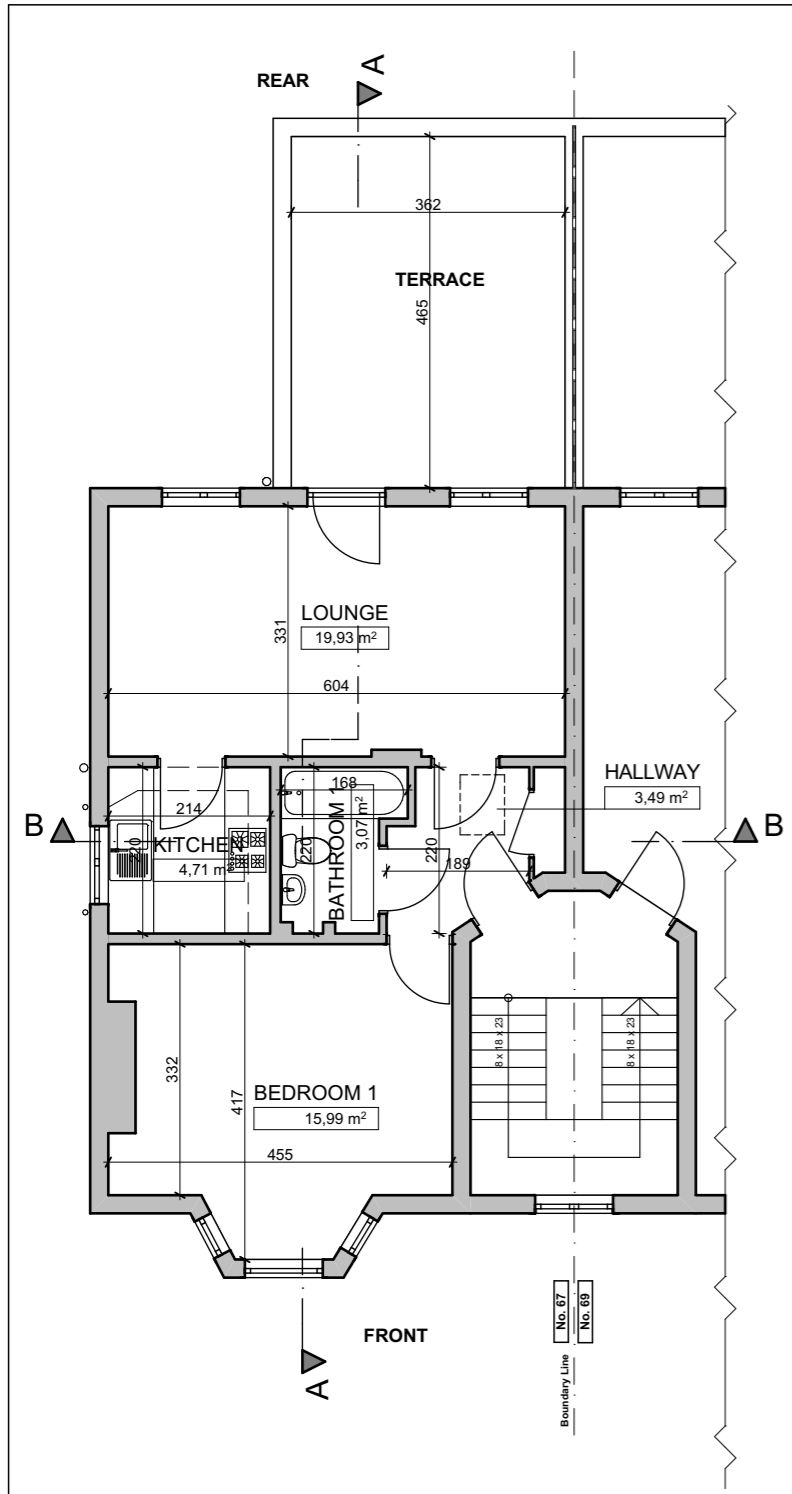 REAR
A
362
TERRACE
465
LOUNGE
19,93 m²
331
604
HALLWAY
3,49 m²
B
B
214
KITCHEN
4,71 m²
220
168
BATHROOM 1
3,07 m²
220
220
189
332
417
BEDROOM 1
15,99 m²
455
8 x 18 x 23
8 x 18 x 23
No. 67
No. 69
Boundary Line
FRONT
A